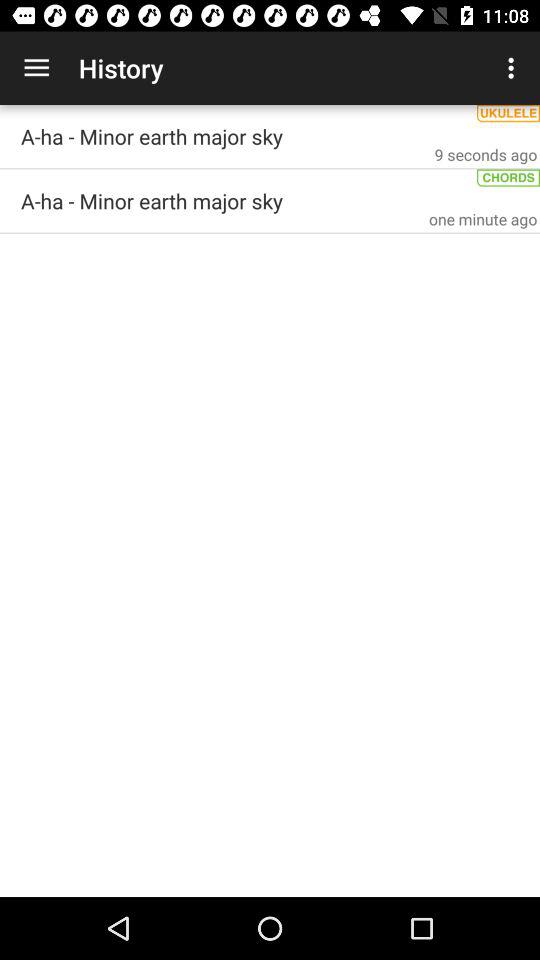 11:08
History
UKULELE
A-ha - Minor earth major sky
9 seconds ago
CHORDS
A-ha - Minor earth major sky
one minute ago